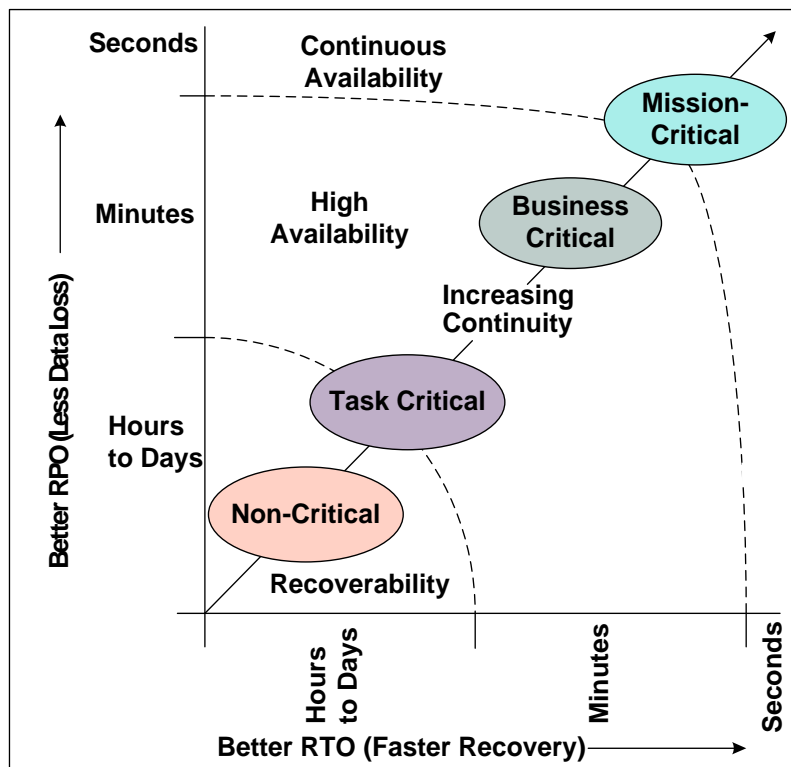 Seconds
Continuous
Availability
Mission-
Critical
Minutes
High
Availability
Business
Critical
Increasing
Continuity
Task Critical
Hours
to Days
Non-Critical
Recoverability
Better RPO (Less Data Loss)
Hours
to Days
Minutes
Seconds
Better RTO (Faster Recovery)